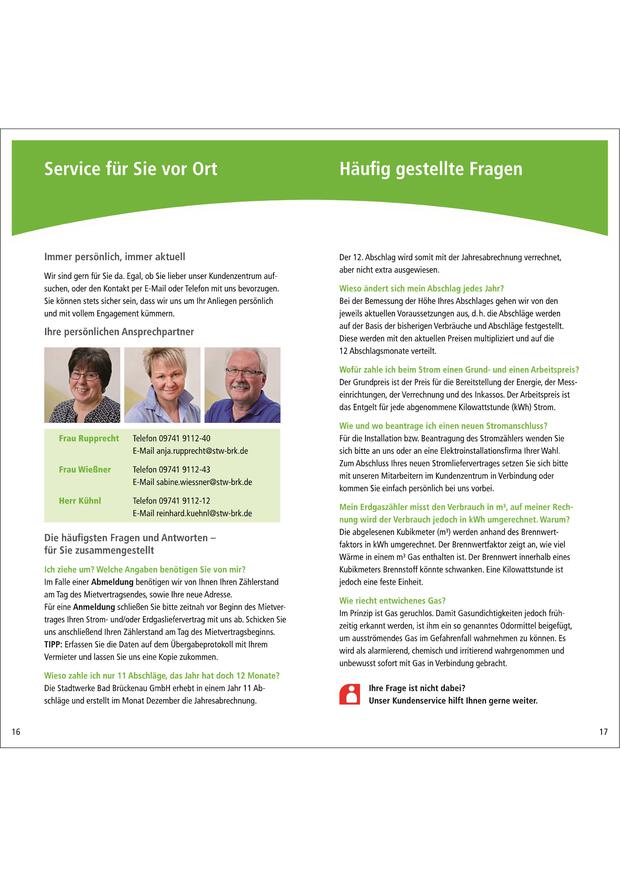 Service für Sie vor Ort
Immer persönlich, immer aktuell
Wir sind gern für Sie da. Egal, ob Sie lieber unser Kundenzentrum auf-
suchen, oder den Kontakt per E-Mail oder Telefon mit uns bevorzugen.
Sie können stets sicher sein, dass wir uns um Ihr Anliegen persönlich
und mit vollem Engagement kümmern.
Ihre persönlichen Ansprechpartner
Frau Rupprecht Telefon 09741 9112-40
E-Mail anja.rupprecht@stw-brk.de
Frau Wießner Telefon 09741 9112-43
E-Mail sabine.wiessner@stw-brk.de
Herr Kühnl Telefon 09741 9112-12
E-Mail reinhard.kuehnl@stw-brk.de
Die häufigsten Fragen und Antworten –
für Sie zusammengestellt
Ich ziehe um? Welche Angaben benötigen Sie von mir?
Im Falle einer Abmeldung benötigen wir von Ihnen Ihren Zählerstand
am Tag des Mietvertragsendes, sowie Ihre neue Adresse.
Für eine Anmeldung schließen Sie bitte zeitnah vor Beginn des Mietver-
trages Ihren Strom- und/oder Erdgasliefervertrag mit uns ab. Schicken Sie
uns anschließend Ihren Zählerstand am Tag des Mietvertragsbeginns.
TIPP: Erfassen Sie die Daten auf dem Übergabeprotokoll mit Ihrem
Vermieter und lassen Sie uns eine Kopie zukommen.
Wieso zahle ich nur 11 Abschläge, das Jahr hat doch 12 Monate?
Die Stadtwerke Bad Brückenau GmbH erhebt in einem Jahr 11 Ab-
schläge und erstellt im Monat Dezember die Jahresabrechnung.
16
Häufig gestellte Fragen
Der 12. Abschlag wird somit mit der Jahresabrechnung verrechnet,
aber nicht extra ausgewiesen.
Wieso ändert sich mein Abschlag jedes Jahr?
Bei der Bemessung der Höhe Ihres Abschlages gehen wir von den
jeweils aktuellen Voraussetzungen aus, d. h. die Abschläge werden
auf der Basis der bisherigen Verbräuche und Abschläge festgestellt.
Diese werden mit den aktuellen Preisen multipliziert und auf die
12 Abschlagsmonate verteilt.
Wofür zahle ich beim Strom einen Grund- und einen Arbeitspreis?
Der Grundpreis ist der Preis für die Bereitstellung der Energie, der Mess-
einrichtungen, der Verrechnung und des Inkassos. Der Arbeitspreis ist
das Entgelt für jede abgenommene Kilowattstunde (kWh) Strom.
Wie und wo beantrage ich einen neuen Stromanschluss?
Für die Installation bzw. Beantragung des Stromzählers wenden Sie
sich bitte an uns oder an eine Elektroinstallationsfirma Ihrer Wahl.
Zum Abschluss Ihres neuen Stromliefervertrages setzen Sie sich bitte
mit unseren Mitarbeitern im Kundenzentrum in Verbindung oder
kommen Sie einfach persönlich bei uns vorbei.
Mein Erdgaszähler misst den Verbrauch in m³, auf meiner Rech-
nung wird der Verbrauch jedoch in kWh umgerechnet. Warum?
Die abgelesenen Kubikmeter (m³) werden anhand des Brennwert-
faktors in kWh umgerechnet. Der Brennwertfaktor zeigt an, wie viel
Wärme in einem m³ Gas enthalten ist. Der Brennwert innerhalb eines
Kubikmeters Brennstoff könnte schwanken. Eine Kilowattstunde ist
jedoch eine feste Einheit.
Wie riecht entwichenes Gas?
Im Prinzip ist Gas geruchlos. Damit Gasundichtigkeiten jedoch früh-
zeitig erkannt werden, ist ihm ein so genanntes Odormittel beigefügt,
um ausströmendes Gas im Gefahrenfall wahrnehmen zu können. Es
wird als alarmierend, chemisch und irritierend wahrgenommen und
unbewusst sofort mit Gas in Verbindung gebracht.
Ihre Frage ist nicht dabei?
Unser Kundenservice hilft Ihnen gerne weiter.
17